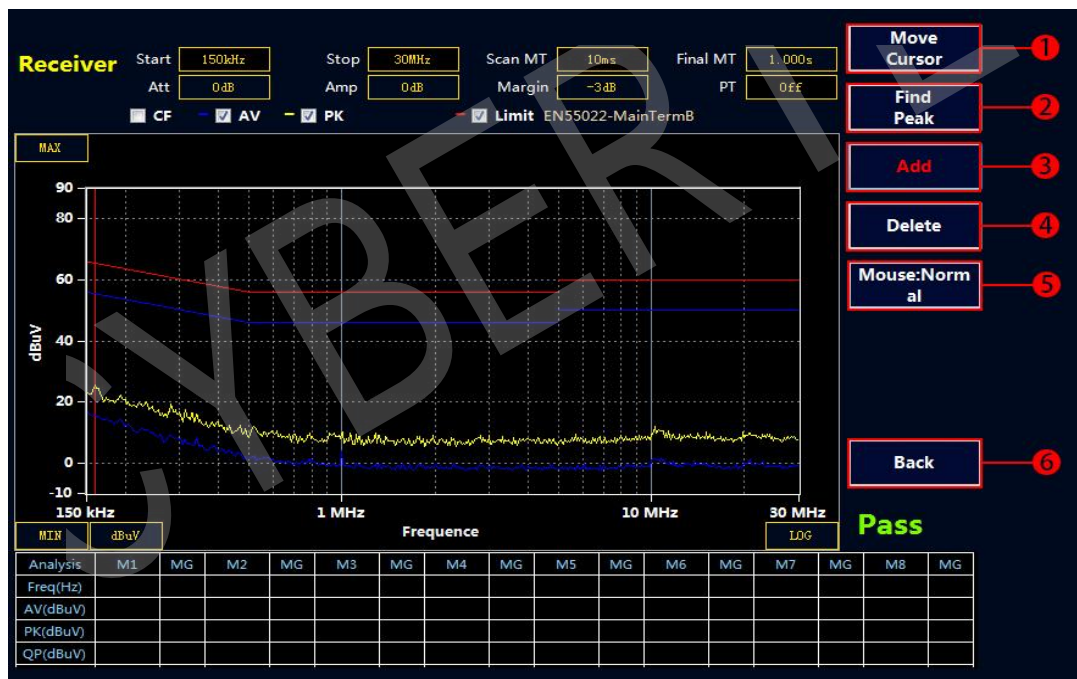 Receiver
Start 150kHz Stop 30MHz Scan MT 10ms Final MT 1.000s
Att 0dB Amp 0dB Margin -3dB PT Off
CF AV PK Limit EN55022-MainTermB
MAX
90
80
60
40
20
0
-10
dBuV
150 kHz 1 MHz 10 MHz 30 MHz
MIN dBuV Frequence LOG
Move
Cursor
1
Find
Peak
2
Add
3
Delete
4
Mouse:Norm
al
5
Back
6
Pass
Analysis M1 MG M2 MG M3 MG M4 MG M5 MG M6 MG M7 MG M8 MG
Freq(Hz)
AV(dBuV)
PK(dBuV)
QP(dBuV)